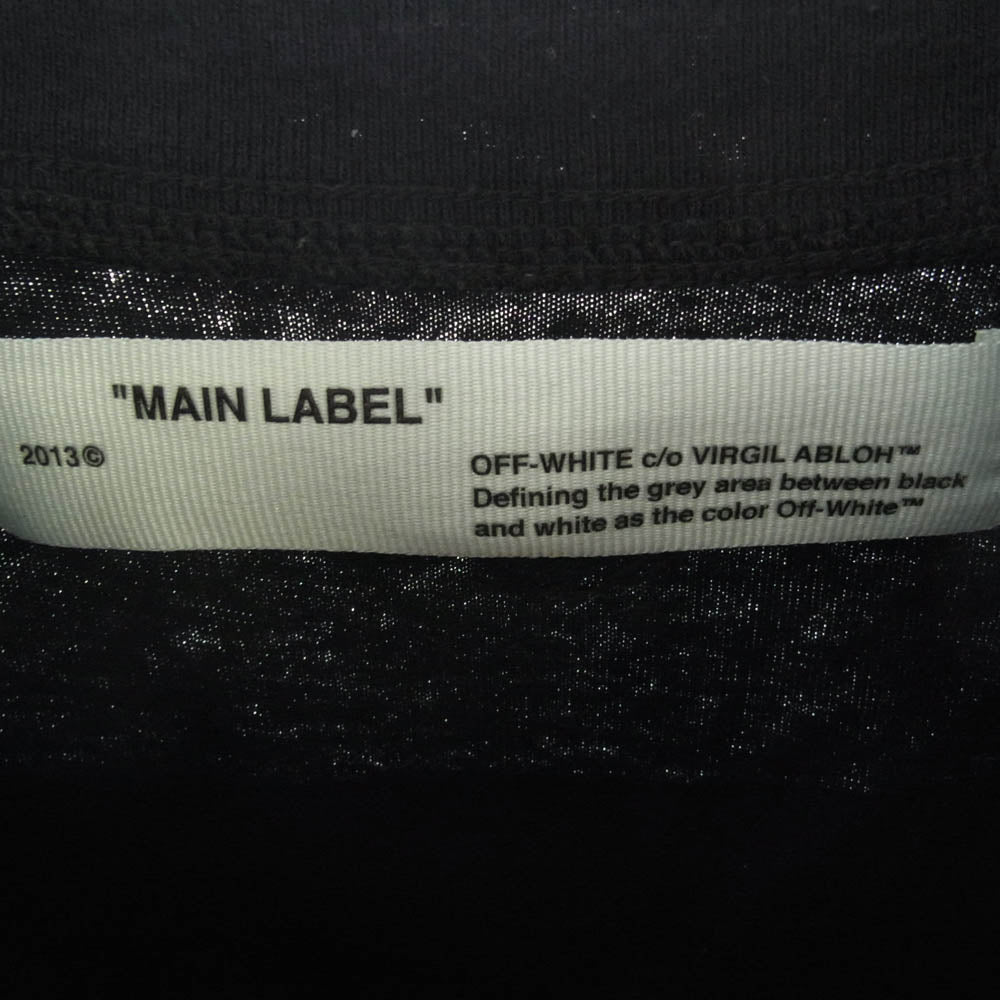 "MAIN LABEL"
2013©
OFF-WHITE c/o VIRGIL ABLOH™
Defining the grey area between black
and white as the color Off-White™